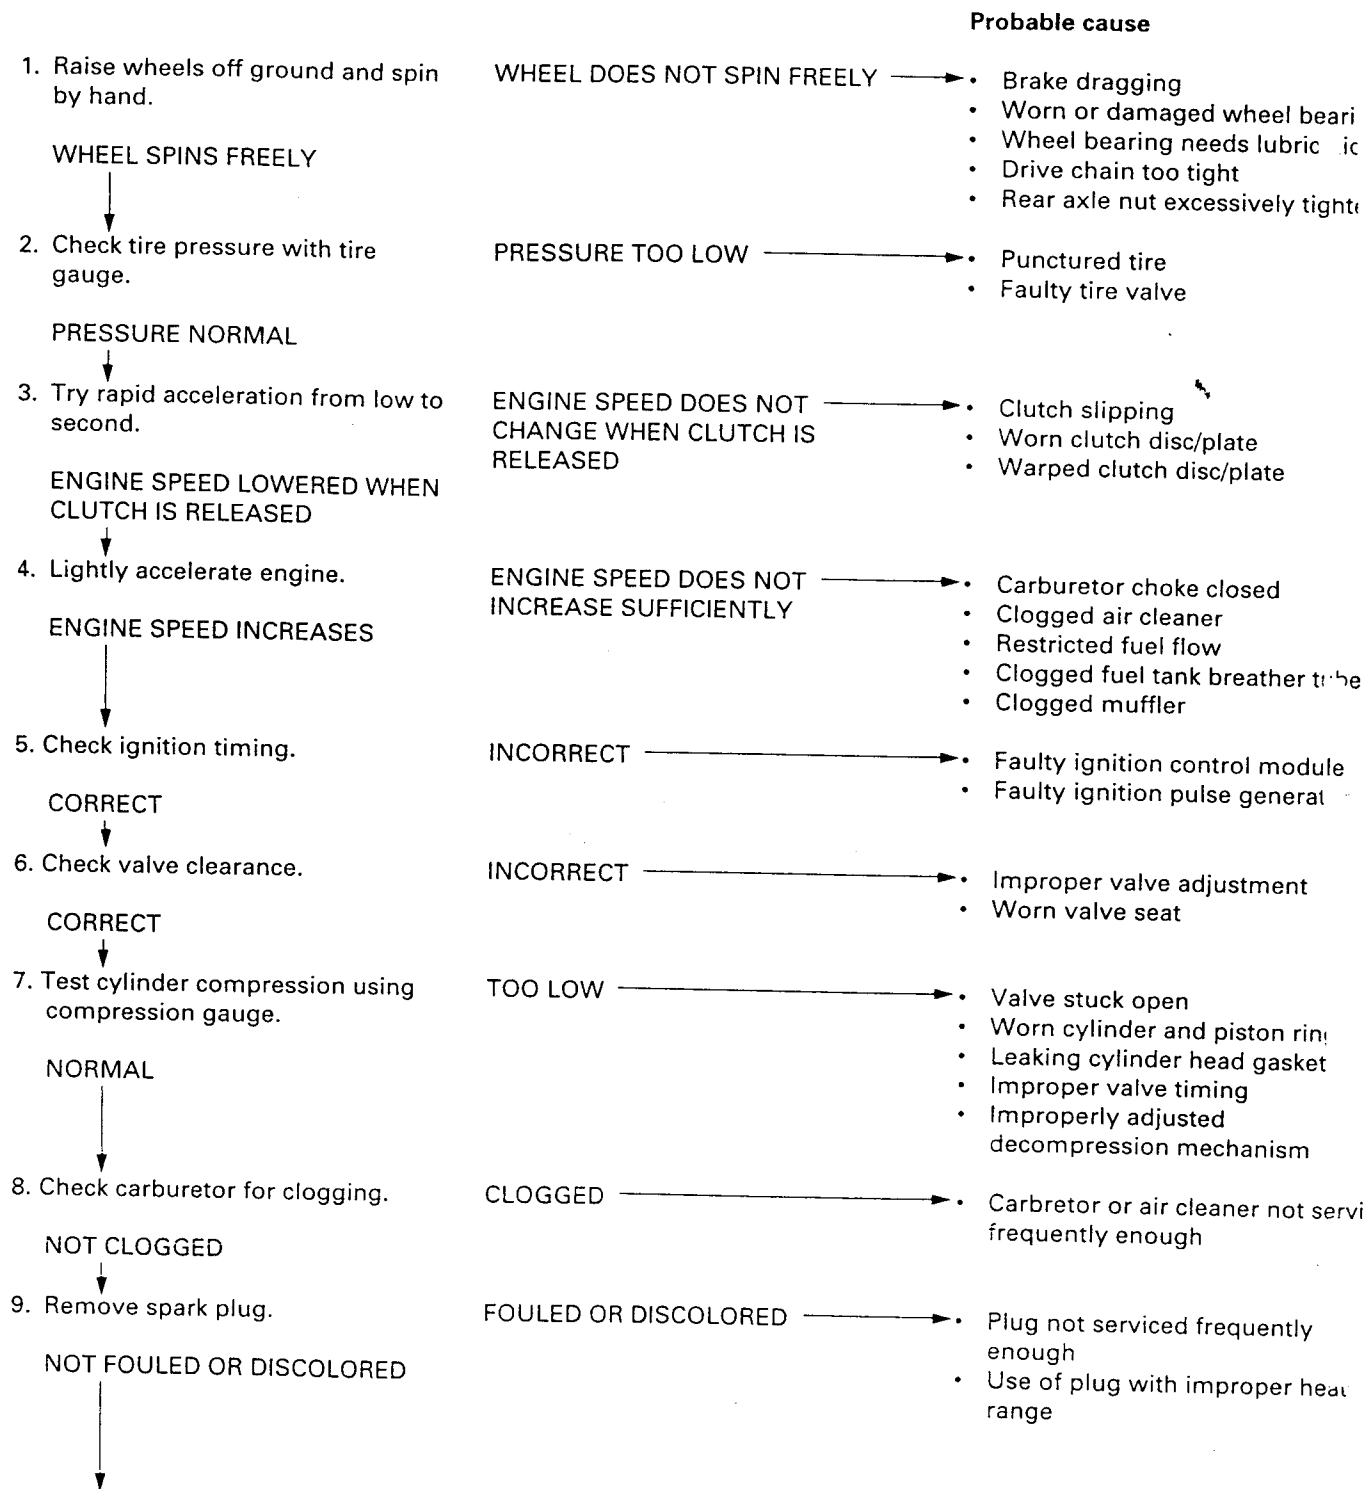 Probable cause
1. Raise wheels off ground and spin
by hand.
WHEEL DOES NOT SPIN FREELY
• Brake dragging
• Worn or damaged wheel
• Wheel bearing needs
• Drive chain too tight
• Rear axle nut excessively
WHEEL SPINS FREELY
2. Check tire pressure with tire
gauge.
PRESSURE TOO LOW
• Punctured tire
• Faulty tire valve
PRESSURE NORMAL
3. Try rapid acceleration from low to
second.
ENGINE SPEED DOES NOT
CHANGE WHEN CLUTCH IS
RELEASED
• Clutch slipping
• Worn clutch disc/plate
• Warped clutch disc/plate
ENGINE SPEED LOWERED WHEN
CLUTCH IS RELEASED
4. Lightly accelerate engine.
ENGINE SPEED DOES NOT
INCREASE SUFFICIENTLY
• Carburetor choke closed
• Clogged air cleaner
• Restricted fuel flow
• Clogged fuel tank breather
• Clogged muffler
ENGINE SPEED INCREASES
5. Check ignition timing.
INCORRECT
• Faulty ignition control module
• Faulty ignition pulse
CORRECT
6. Check valve clearance.
INCORRECT
• Improper valve adjustment
• Worn valve seat
CORRECT
7. Test cylinder compression using
compression gauge.
TOO LOW
• Valve stuck open
• Worn cylinder and piston
• Leaking cylinder head gasket
• Improper valve timing
• Improperly adjusted
decompression mechanism
NORMAL
8. Check carburetor for clogging.
CLOGGED
• Carbretor or air cleaner not
frequently enough
NOT CLOGGED
9. Remove spark plug.
FOULED OR DISCOLORED
• Plug not serviced frequently
enough
• Use of plug with improper
range
NOT FOULED OR DISCOLORED